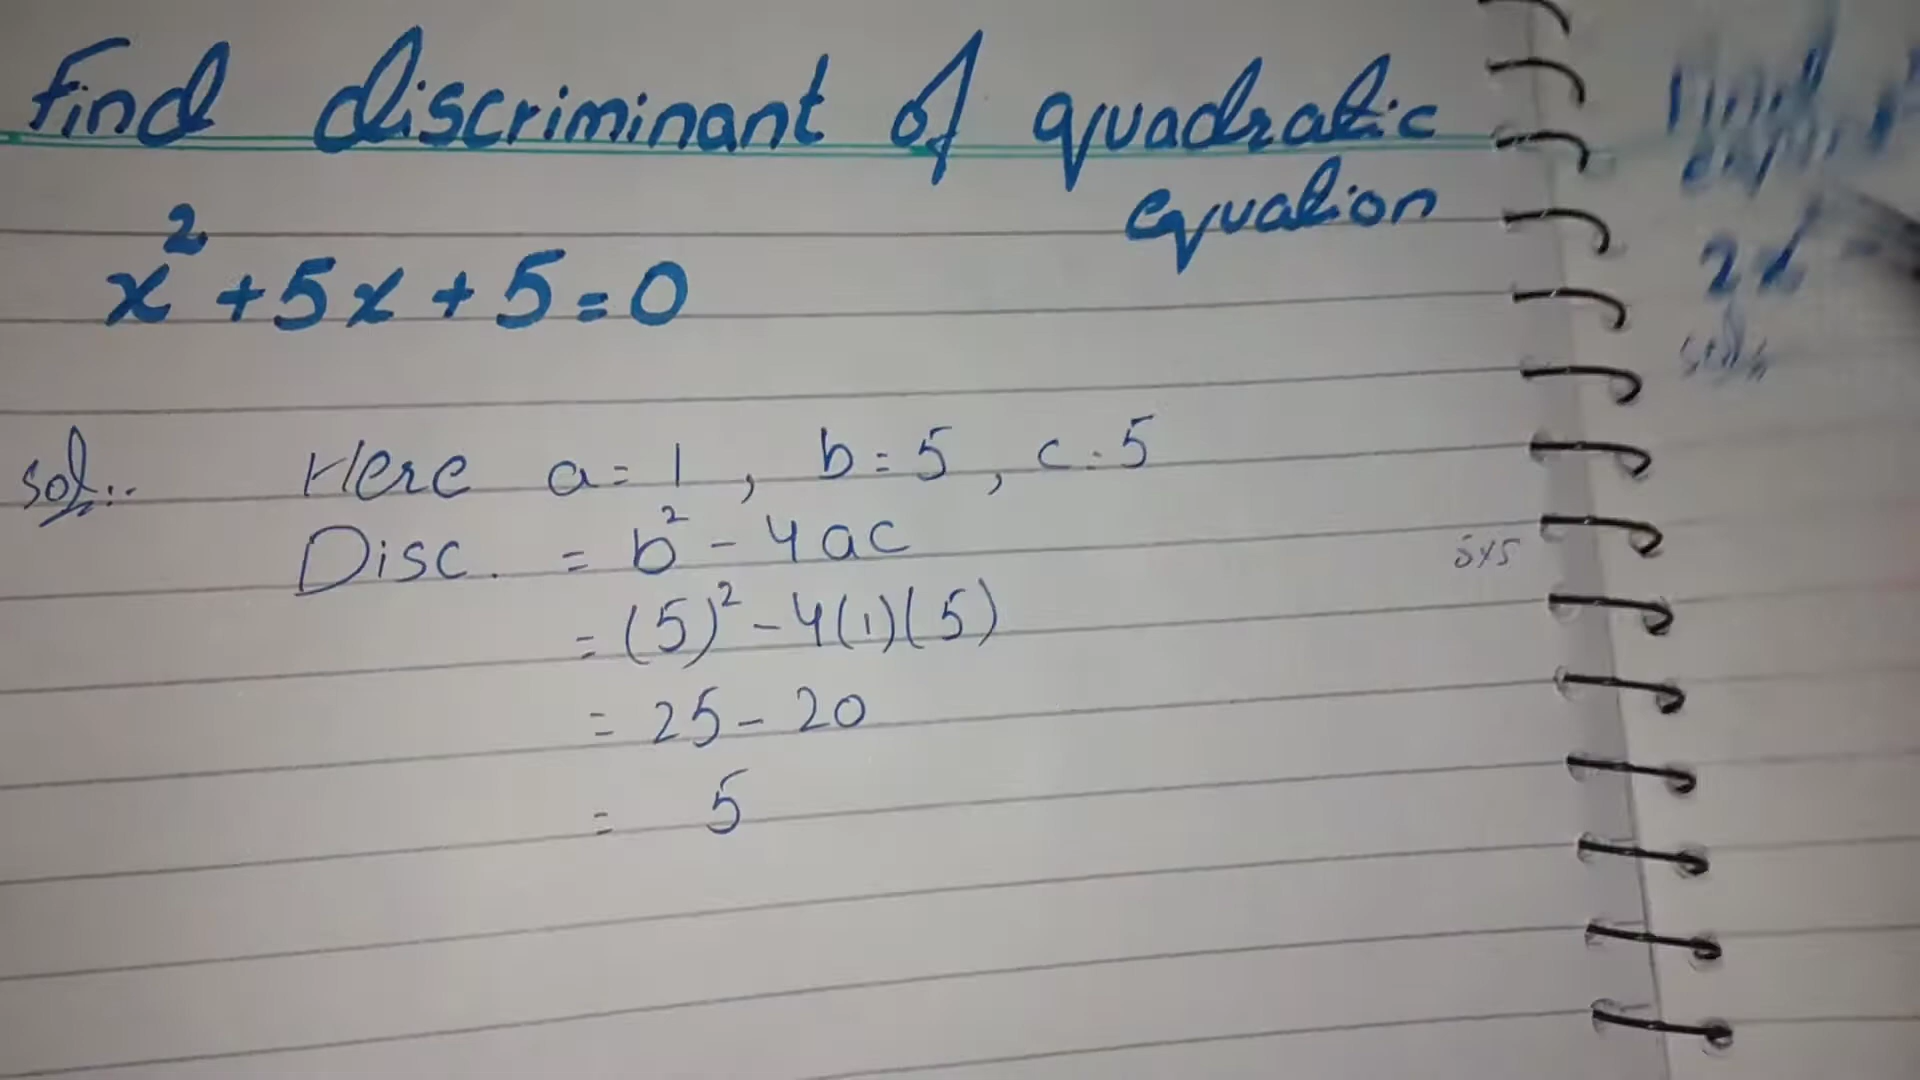 Find discriminant of quadratic
equation
x² + 5x + 5 = 0
Sol:- Here a = 1, b = 5, c = 5
Disc. = b² - 4ac
= (5)² - 4(1)(5)
= 25 - 20
= 5
5x5
2x